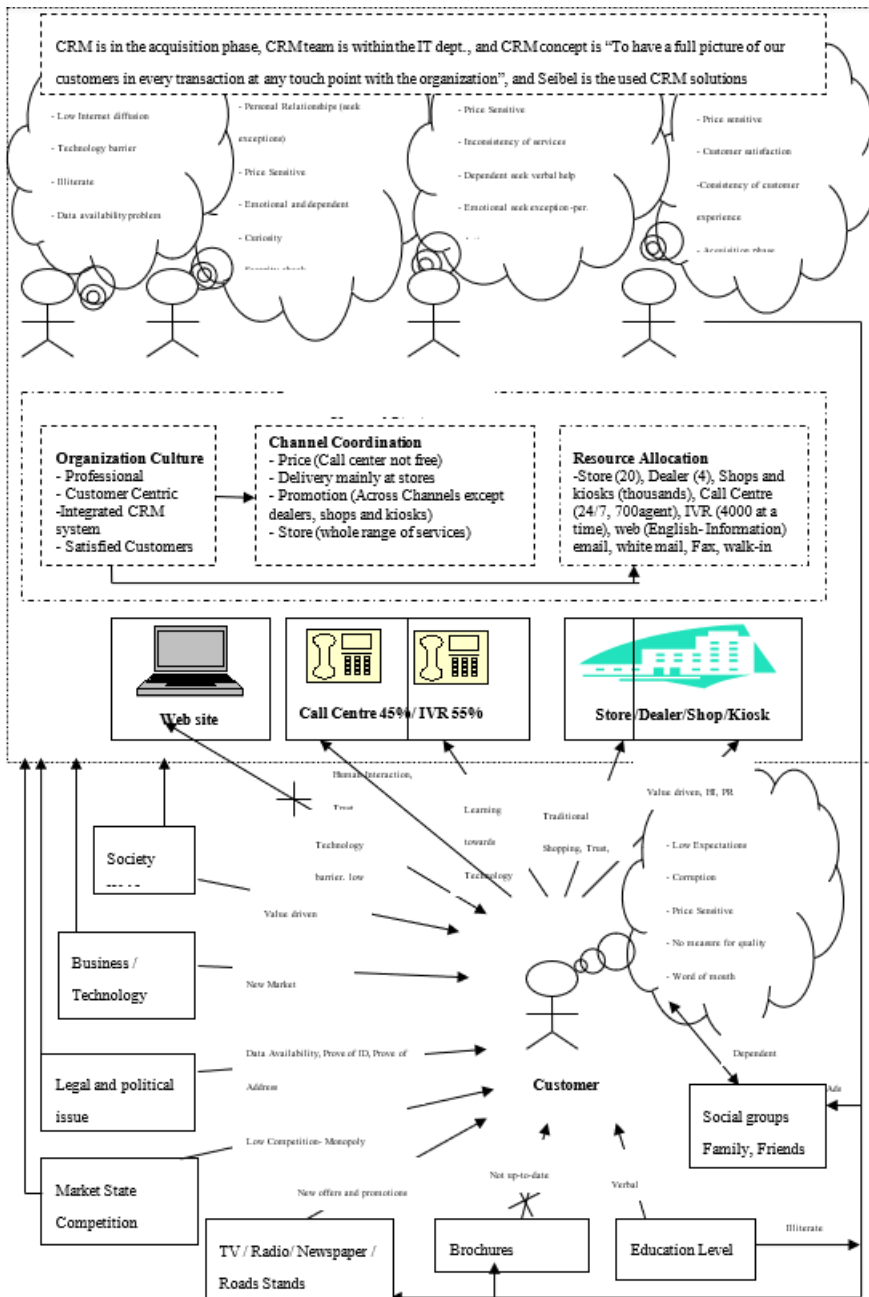 CRM is in the acquisition phase, CRM team is within the IT dept., and CRM concept is “To have a full picture of our
customers in every transaction at any touch point with the organization”, and Seibel is the used CRM solutions
- Low Internet diffusion
- Technology barrier
- Illiterate
- Data availability problem
- Personal Relationships (seek
exceptions)
- Price Sensitive
- Emotional and dependent
- Curiosity
- Price Sensitive
- Inconsistency of services
- Dependent seek verbal help
- Emotional seek exception -per.
- Price sensitive
- Customer satisfaction
-Consistency of customer
experience
- Acquisition phase
Organization Culture
- Professional
- Customer Centric
-Integrated CRM
system
- Satisfied Customers
Channel Coordination
- Price (Call center not free)
- Delivery mainly at stores
- Promotion (Across Channels except
dealers, shops and kiosks)
- Store (whole range of services)
Resource Allocation
-Store (20), Dealer (4), Shops and
kiosks (thousands), Call Centre
(24/7, 700agent), IVR (4000 at a
time), web (English- Information)
email, white mail, Fax, walk-in
Web site
Call Centre 45%/ IVR 55%
Store/Dealer/Shop/Kiosk
Human Interaction,
Trust
Technology
barrier, low
Learning
towards
Technology
Traditional
Shopping, Trust,
Value driven, HI, PR
- Low Expectations
- Corruption
- Price Sensitive
- No measure for quality
- Word of mouth
Society
Value driven
Business /
Technology
New Market
Legal and political
issue
Data Availability, Prove of ID, Prove of
Address
Customer
Dependent
Ads
Social groups
Family, Friends
Market State
Competition
Low Competition- Monopoly
New offers and promotions
TV / Radio/ Newspaper /
Roads Stands
Not up-to-date
Brochures
Verbal
Education Level
Illiterate